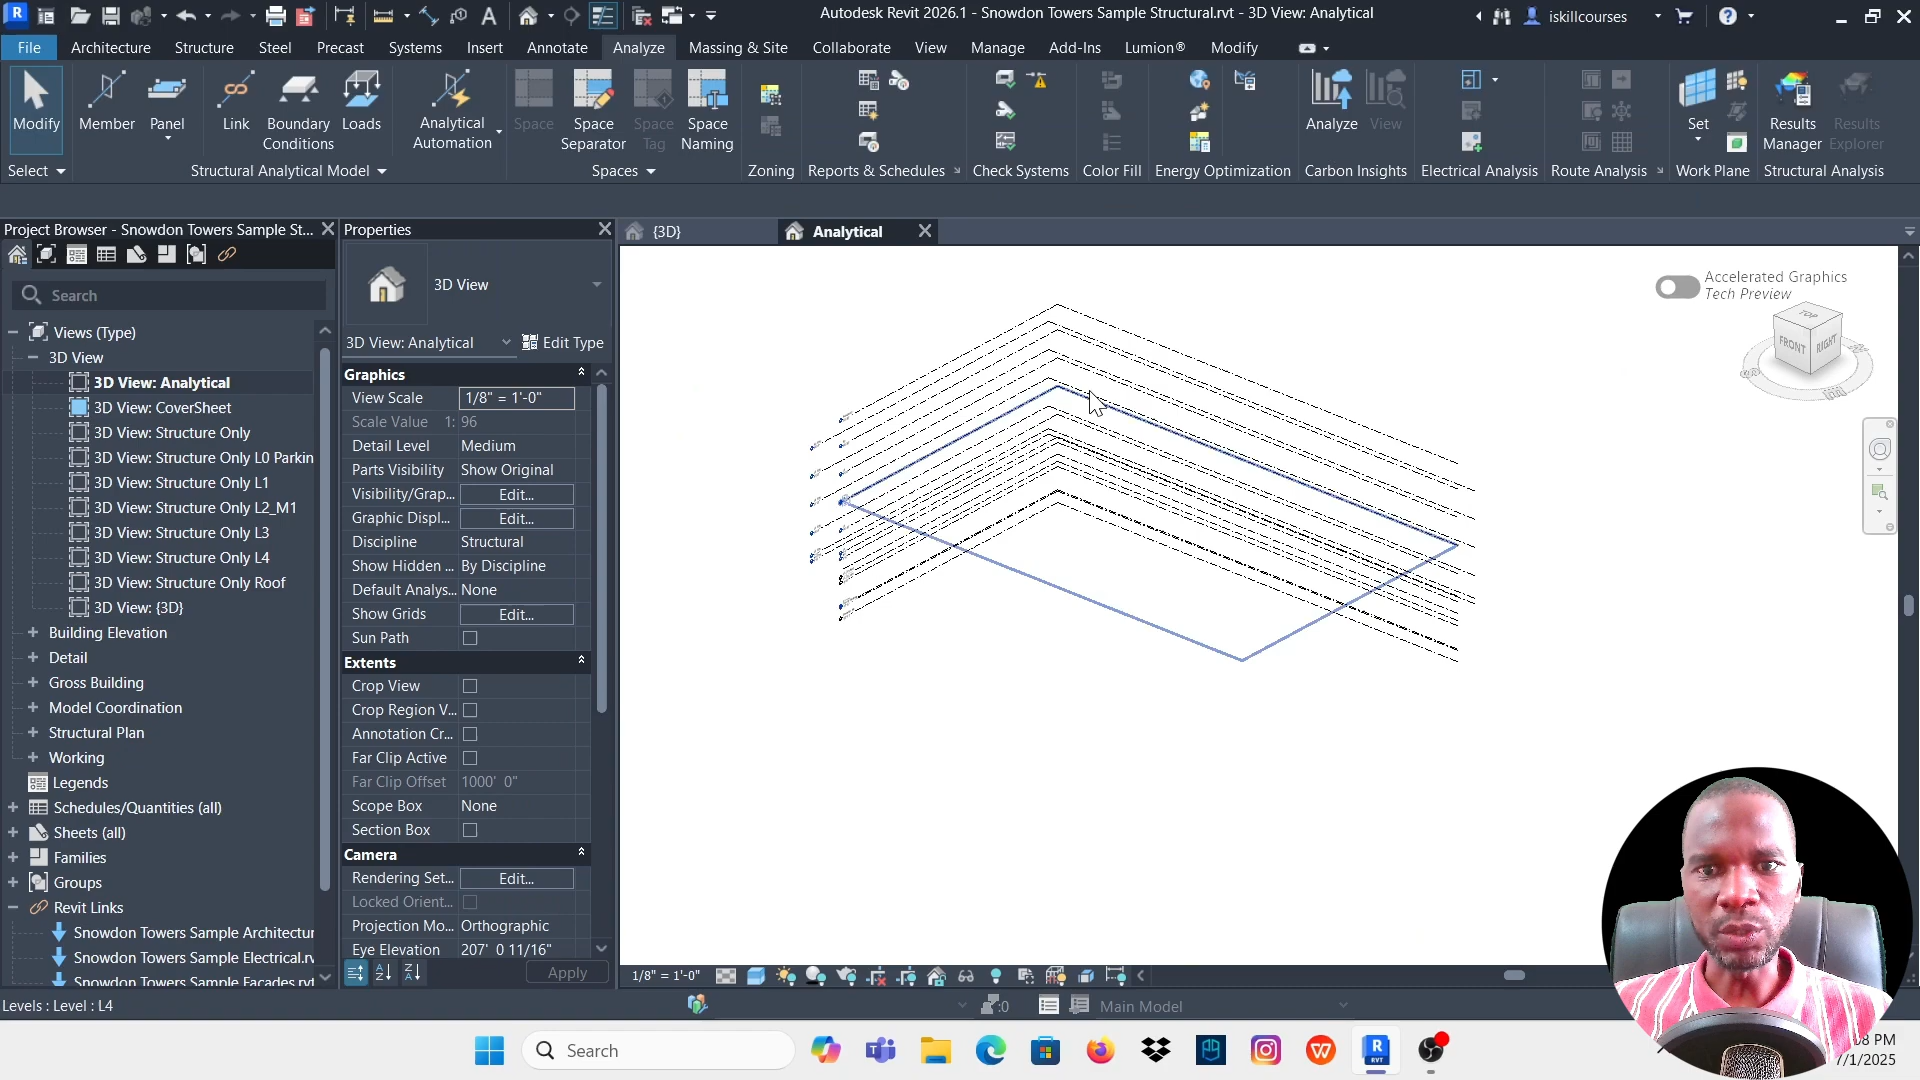 Autodesk Revit 2026.1 - Snowdon Towers Sample Structural.rvt - 3D View: Analytical
iskillcourses
File Architecture Structure Steel Precast Systems Insert Annotate Analyze Massing & Site Collaborate View Manage Add-Ins Lumion® Modify
Modify Member Panel Link Boundary Conditions Loads Analytical Automation Space Space Separator Space Tag Space Naming Analyze View Set Results Manager Results Explorer
Select Structural Analytical Model Spaces Zoning Reports & Schedules Check Systems Color Fill Energy Optimization Carbon Insights Electrical Analysis Route Analysis Work Plane Structural Analysis
Project Browser - Snowdon Towers Sample St...
Search
Views (Type)
3D View
3D View: Analytical
3D View: CoverSheet
3D View: Structure Only
3D View: Structure Only L0 Parkin
3D View: Structure Only L1
3D View: Structure Only L2_M1
3D View: Structure Only L3
3D View: Structure Only L4
3D View: Structure Only Roof
3D View: {3D}
Building Elevation
Detail
Gross Building
Model Coordination
Structural Plan
Working
Legends
Schedules/Quantities (all)
Sheets (all)
Families
Groups
Revit Links
Snowdon Towers Sample Architectur
Snowdon Towers Sample Electrical.rv
Snowdon Towers Sample Facades.rvt
Properties
3D View
3D View: Analytical Edit Type
Graphics
View Scale 1/8" = 1'-0"
Scale Value 1: 96
Detail Level Medium
Parts Visibility Show Original
Visibility/Grap... Edit...
Graphic Displ... Edit...
Discipline Structural
Show Hidden ... By Discipline
Default Analys... None
Show Grids Edit...
Sun Path
Extents
Crop View
Crop Region V...
Annotation Cr...
Far Clip Active
Far Clip Offset 1000' 0"
Scope Box None
Section Box
Camera
Rendering Set... Edit...
Locked Orient...
Projection Mo... Orthographic
Eye Elevation 207' 0 11/16"
Apply
{3D} Analytical
Accelerated Graphics
Tech Preview
TOP
FRONT RIGHT
1/8" = 1'-0"
Levels : Level : L4
:0
Main Model
Search
8 PM
7/1/2025